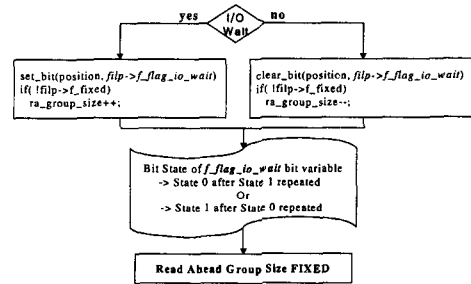 yes
I/O
Wait
no
set_bit(position, filp->f_flag_io_wait)
if( !filp->f_fixed)
ra_group_size++;
clear_bit(position, filp->f_flag_io_wait)
if( !filp->f_fixed)
ra_group_size--;
Bit State of f_flag_io_wait bit variable
-> State 0 after State 1 repeated
Or
-> State 1 after State 0 repeated
Read Ahead Group Size FIXED